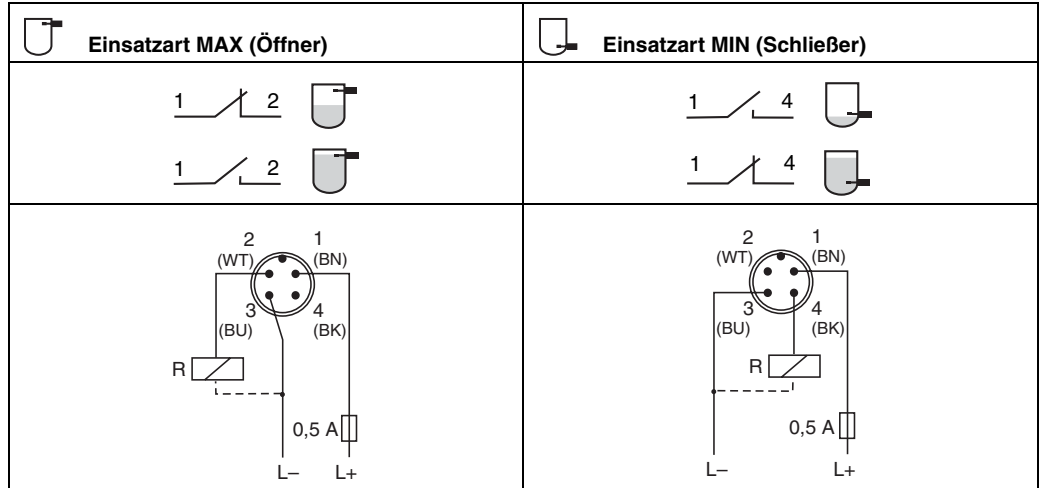 Einsatzart MAX (Öffner)
Einsatzart MIN (Schließer)
1 2
1 2
1 4
1 4
2 1
(WT) (BN)
3 4
(BU) (BK)
R
0,5 A
L– L+
2 1
(WT) (BN)
3 4
(BU) (BK)
R
0,5 A
L– L+